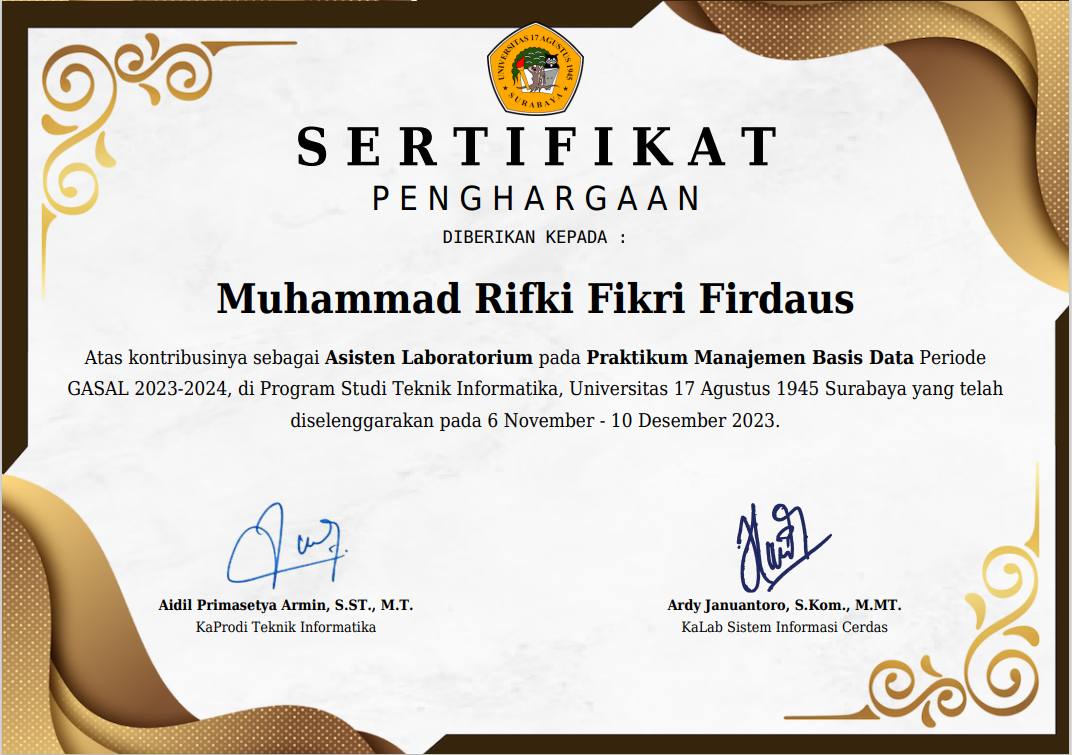 UNIVERSITAS 17 AGUSTUS 1945
SURABAYA
SERTIFIKAT
PENGHARGAAN
DIBERIKAN KEPADA :
Muhammad Rifki Fikri Firdaus
Atas kontribusinya sebagai Asisten Laboratorium pada Praktikum Manajemen Basis Data Periode
GASAL 2023-2024, di Program Studi Teknik Informatika, Universitas 17 Agustus 1945 Surabaya yang telah
diselenggarakan pada 6 November - 10 Desember 2023.
Aidil Primasetya Armin, S.ST., M.T.
KaProdi Teknik Informatika
Ardy Januantoro, S.Kom., M.MT.
KaLab Sistem Informasi Cerdas